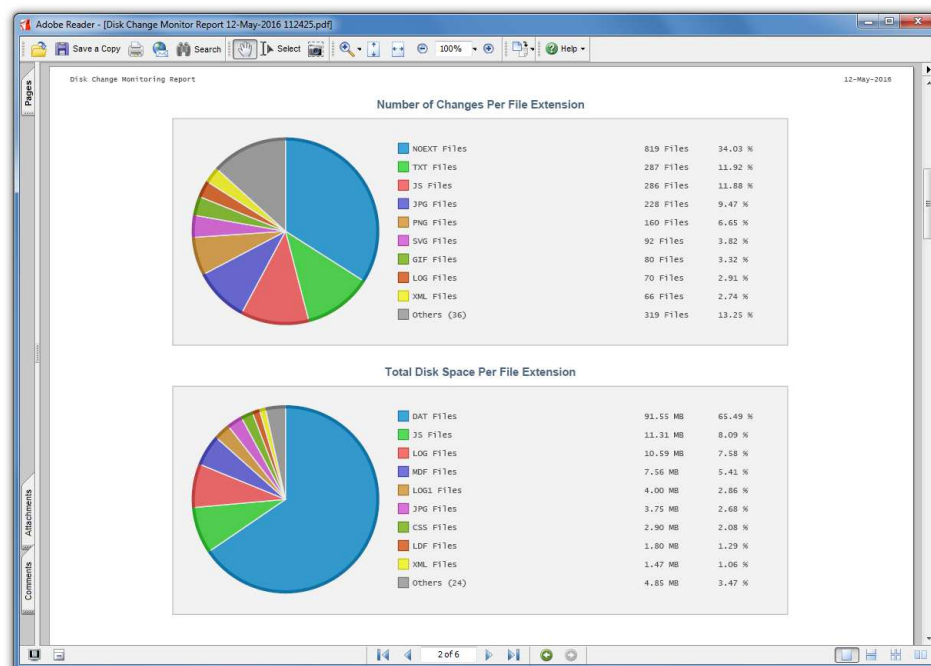 Adobe Reader - [Disk Change Monitor Report 12-May-2016 112425.pdf]
Save a Copy Search Select 100% Help
Pages
Disk Change Monitoring Report 12-May-2016
Number of Changes Per File Extension
NOEXT Files 819 Files 34.03 %
TXT Files 287 Files 11.92 %
JS Files 286 Files 11.88 %
JPG Files 228 Files 9.47 %
PNG Files 160 Files 6.65 %
SVG Files 92 Files 3.82 %
GIF Files 80 Files 3.32 %
LOG Files 70 Files 2.91 %
XML Files 66 Files 2.74 %
Others (36) 319 Files 13.25 %
Total Disk Space Per File Extension
DAT Files 91.55 MB 65.49 %
JS Files 11.31 MB 8.09 %
LOG Files 10.59 MB 7.58 %
MDF Files 7.56 MB 5.41 %
LOG1 Files 4.00 MB 2.86 %
JPG Files 3.75 MB 2.68 %
CSS Files 2.90 MB 2.08 %
LDF Files 1.80 MB 1.29 %
XML Files 1.47 MB 1.06 %
Others (24) 4.85 MB 3.47 %
Attachments
Comments
2 of 6